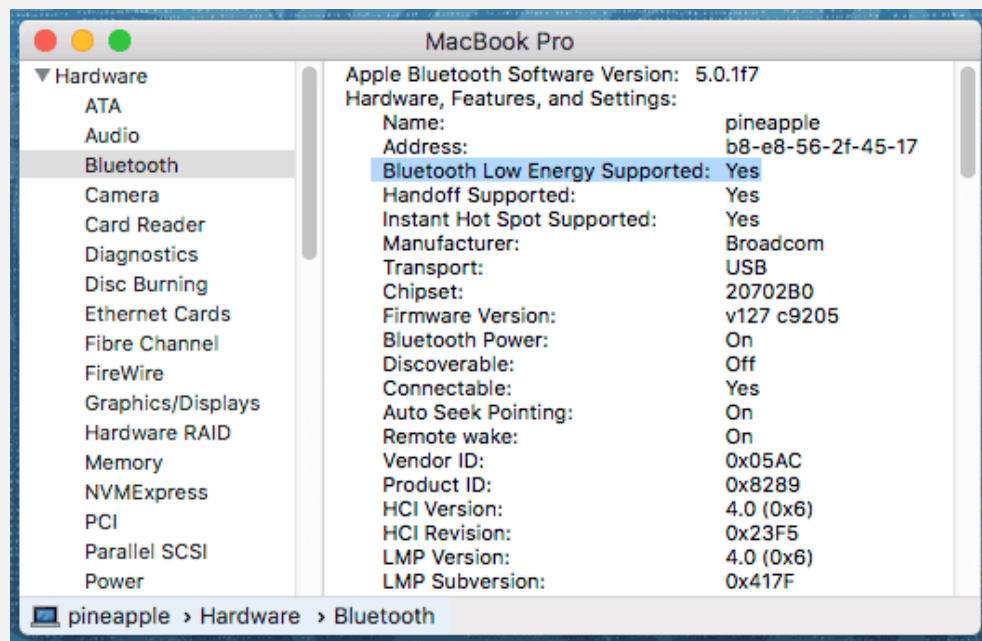 MacBook Pro
Hardware
ATA
Audio
Bluetooth
Camera
Card Reader
Diagnostics
Disc Burning
Ethernet Cards
Fibre Channel
FireWire
Graphics/Displays
Hardware RAID
Memory
NVMExpress
PCI
Parallel SCSI
Power
Apple Bluetooth Software Version: 5.0.1f7
Hardware, Features, and Settings:
Name: pineapple
Address: b8-e8-56-2f-45-17
Bluetooth Low Energy Supported: Yes
Handoff Supported: Yes
Instant Hot Spot Supported: Yes
Manufacturer: Broadcom
Transport: USB
Chipset: 20702B0
Firmware Version: v127 c9205
Bluetooth Power: On
Discoverable: Off
Connectable: Yes
Auto Seek Pointing: On
Remote wake: On
Vendor ID: 0x05AC
Product ID: 0x8289
HCI Version: 4.0 (0x6)
HCI Revision: 0x23F5
LMP Version: 4.0 (0x6)
LMP Subversion: 0x417F
pineapple › Hardware › Bluetooth